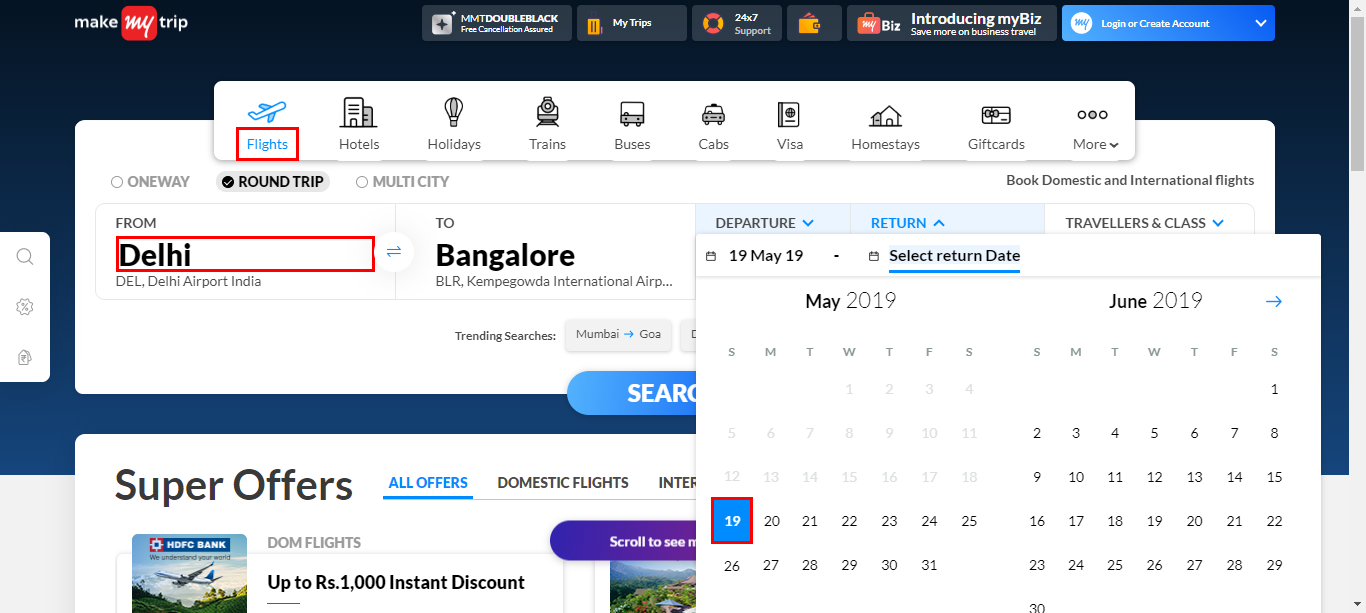 make my trip
MMTDOUBLEBLACK
Free Cancellation Assured
My Trips
24x7
Support
my Biz
Introducing myBiz
Save more on business travel
my
Login or Create Account
Flights
Hotels
Holidays
Trains
Buses
Cabs
Visa
Homestays
Giftcards
More
ONEWAY
ROUND TRIP
MULTI CITY
Book Domestic and International flights
FROM
Delhi
DEL, Delhi Airport India
TO
Bangalore
BLR, Kempegowda International Airp...
DEPARTURE
RETURN
TRAVELLERS & CLASS
19 May 19 - Select return Date
May 2019
S M T W T F S
1 2 3 4
5 6 7 8 9 10 11
12 13 14 15 16 17 18
19 20 21 22 23 24 25
26 27 28 29 30 31
June 2019
S M T W T F S
1
2 3 4 5 6 7 8
9 10 11 12 13 14 15
16 17 18 19 20 21 22
23 24 25 26 27 28 29
30
Trending Searches:
Mumbai → Goa
D
SEARC
Super Offers
ALL OFFERS
DOMESTIC FLIGHTS
INTER
Scroll to see m
HDFC BANK
We understand your world
DOM FLIGHTS
Up to Rs.1,000 Instant Discount